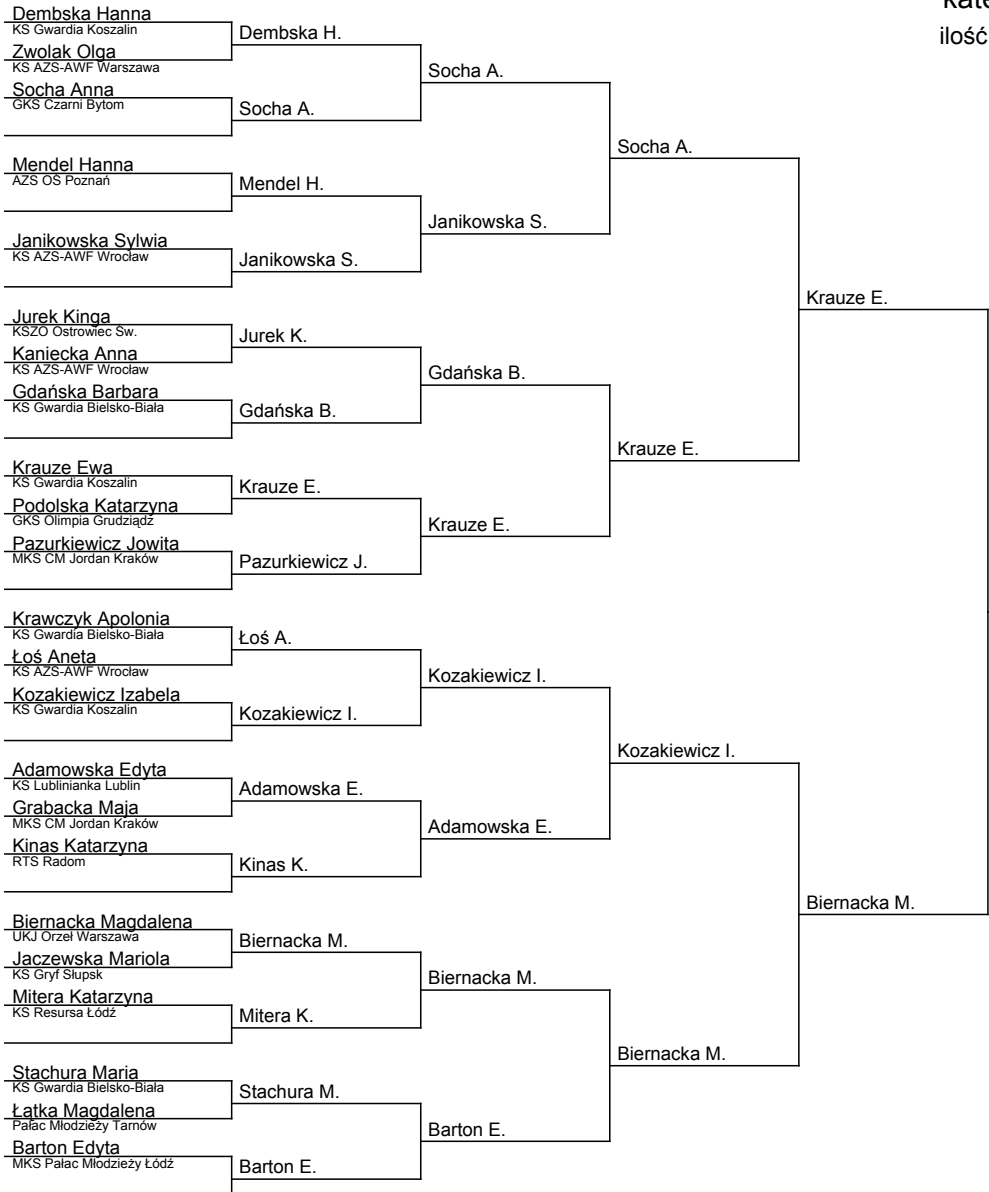 kate
ilość
Dembska Hanna
KS Gwardia Koszalin
Zwolak Olga
KS AZS-AWF Warszawa
Socha Anna
GKS Czarni Bytom
Mendel Hanna
AZS OŚ Poznań
Janikowska Sylwia
KS AZS-AWF Wrocław
Jurek Kinga
KSZO Ostrowiec Św.
Kaniecka Anna
KS AZS-AWF Wrocław
Gdańska Barbara
KS Gwardia Bielsko-Biała
Krauze Ewa
KS Gwardia Koszalin
Podolska Katarzyna
GKS Olimpia Grudziądz
Pazurkiewicz Jowita
MKS CM Jordan Kraków
Krawczyk Apolonia
KS Gwardia Bielsko-Biała
Łoś Aneta
KS AZS-AWF Wrocław
Kozakiewicz Izabela
KS Gwardia Koszalin
Adamowska Edyta
KS Lublinianka Lublin
Grabacka Maja
MKS CM Jordan Kraków
Kinas Katarzyna
RTS Radom
Biernacka Magdalena
UKJ Orzeł Warszawa
Jaczewska Mariola
KS Gryf Słupsk
Mitera Katarzyna
KS Resursa Łódź
Stachura Maria
KS Gwardia Bielsko-Biała
Łątka Magdalena
Pałac Młodzieży Tarnów
Barton Edyta
MKS Pałac Młodzieży Łódź
Dembska H.
Socha A.
Mendel H.
Janikowska S.
Jurek K.
Gdańska B.
Krauze E.
Pazurkiewicz J.
Łoś A.
Kozakiewicz I.
Adamowska E.
Kinas K.
Biernacka M.
Mitera K.
Stachura M.
Barton E.
Socha A.
Janikowska S.
Gdańska B.
Krauze E.
Kozakiewicz I.
Adamowska E.
Biernacka M.
Barton E.
Socha A.
Krauze E.
Kozakiewicz I.
Biernacka M.
Krauze E.
Biernacka M.